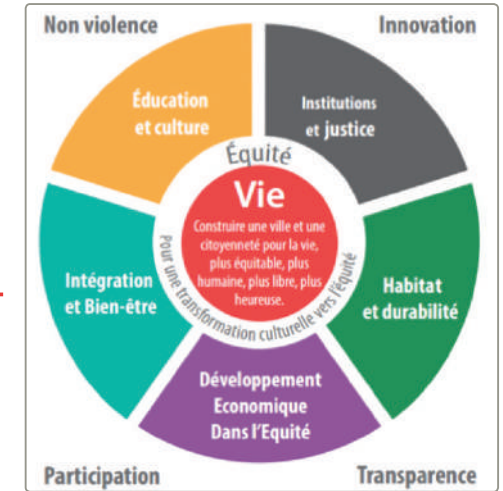 Non violence
Innovation
Éducation
et culture
Institutions
et justice
Équité
Vie
Construire une ville et une
citoyenneté pour la vie,
plus équitable, plus
humaine, plus libre, plus
heureuse.
Pour une transformation culturelle vers l'équité
Intégration
et Bien-être
Habitat
et durabilité
Développement
Economique
Dans l'Equité
Participation
Transparence